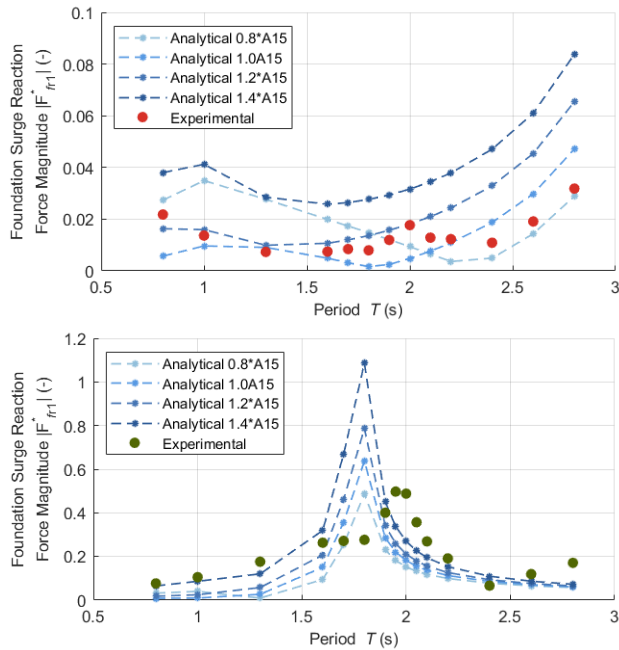 Foundation Surge Reaction
Force Magnitude |F*fr1| (-)
0.1
0.08
0.06
0.04
0.02
0
Analytical 0.8*A15
Analytical 1.0A15
Analytical 1.2*A15
Analytical 1.4*A15
Experimental
0.5 1 1.5 2 2.5 3
Period T (s)
Foundation Surge Reaction
Force Magnitude |F*fr1| (-)
1.2
1
0.8
0.6
0.4
0.2
0
Analytical 0.8*A15
Analytical 1.0A15
Analytical 1.2*A15
Analytical 1.4*A15
Experimental
0.5 1 1.5 2 2.5 3
Period T (s)